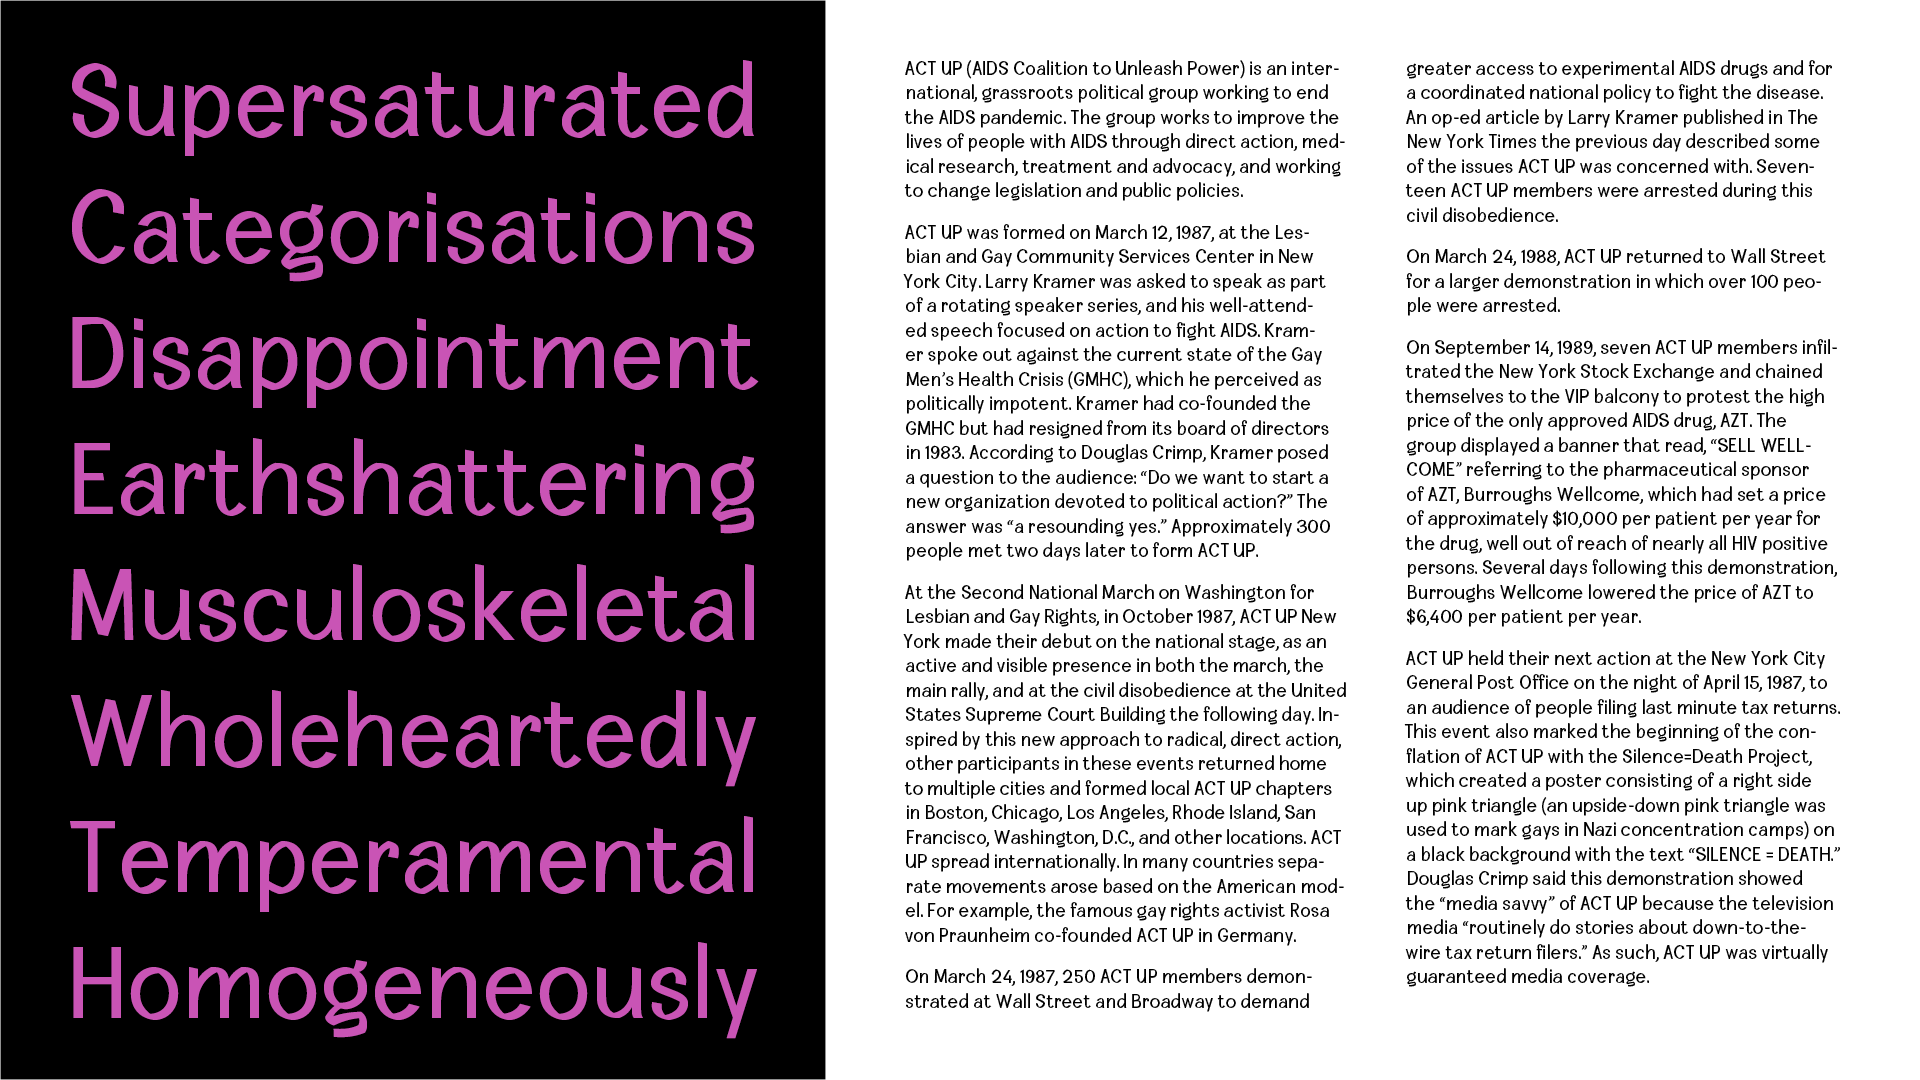 Supersaturated
Categorisations
Disappointment
Earthshattering
Musculoskeletal
Wholeheartedly
Temperamental
Homogeneously
ACT UP (AIDS Coalition to Unleash Power) is an inter-
national, grassroots political group working to end
the AIDS pandemic. The group works to improve the
lives of people with AIDS through direct action, med-
ical research, treatment and advocacy, and working
to change legislation and public policies.
ACT UP was formed on March 12, 1987, at the Les-
bian and Gay Community Services Center in New
York City. Larry Kramer was asked to speak as part
of a rotating speaker series, and his well-attend-
ed speech focused on action to fight AIDS. Kram-
er spoke out against the current state of the Gay
Men’s Health Crisis (GMHC), which he perceived as
politically impotent. Kramer had co-founded the
GMHC but had resigned from its board of directors
in 1983. According to Douglas Crimp, Kramer posed
a question to the audience: “Do we want to start a
new organization devoted to political action?” The
answer was “a resounding yes.” Approximately 300
people met two days later to form ACT UP.
At the Second National March on Washington for
Lesbian and Gay Rights, in October 1987, ACT UP New
York made their debut on the national stage, as an
active and visible presence in both the march, the
main rally, and at the civil disobedience at the United
States Supreme Court Building the following day. In-
spired by this new approach to radical, direct action,
other participants in these events returned home
to multiple cities and formed local ACT UP chapters
in Boston, Chicago, Los Angeles, Rhode Island, San
Francisco, Washington, D.C., and other locations. ACT
UP spread internationally. In many countries sepa-
rate movements arose based on the American mod-
el. For example, the famous gay rights activist Rosa
von Praunheim co-founded ACT UP in Germany.
On March 24, 1987, 250 ACT UP members demon-
strated at Wall Street and Broadway to demand
greater access to experimental AIDS drugs and for
a coordinated national policy to fight the disease.
An op-ed article by Larry Kramer published in The
New York Times the previous day described some
of the issues ACT UP was concerned with. Seven-
teen ACT UP members were arrested during this
civil disobedience.
On March 24, 1988, ACT UP returned to Wall Street
for a larger demonstration in which over 100 peo-
ple were arrested.
On September 14, 1989, seven ACT UP members infil-
trated the New York Stock Exchange and chained
themselves to the VIP balcony to protest the high
price of the only approved AIDS drug, AZT. The
group displayed a banner that read, “SELL WELL-
COME” referring to the pharmaceutical sponsor
of AZT, Burroughs Wellcome, which had set a price
of approximately $10,000 per patient per year for
the drug, well out of reach of nearly all HIV positive
persons. Several days following this demonstration,
Burroughs Wellcome lowered the price of AZT to
$6,400 per patient per year.
ACT UP held their next action at the New York City
General Post Office on the night of April 15, 1987, to
an audience of people filing last minute tax returns.
This event also marked the beginning of the con-
flation of ACT UP with the Silence=Death Project,
which created a poster consisting of a right side
up pink triangle (an upside-down pink triangle was
used to mark gays in Nazi concentration camps) on
a black background with the text “SILENCE = DEATH.”
Douglas Crimp said this demonstration showed
the “media savvy” of ACT UP because the television
media “routinely do stories about down-to-the-
wire tax return filers.” As such, ACT UP was virtually
guaranteed media coverage.